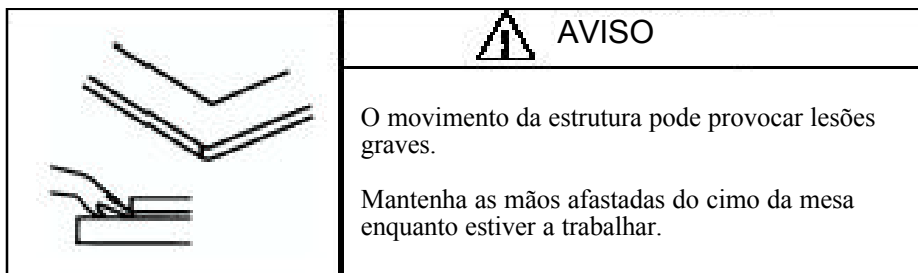 AVISO
O movimento da estrutura pode provocar lesões
graves.
Mantenha as mãos afastadas do cimo da mesa
enquanto estiver a trabalhar.